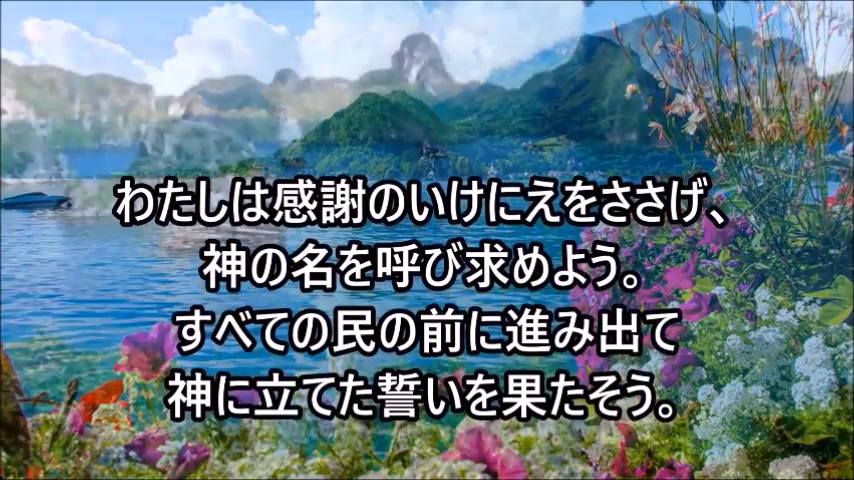 わたしは感謝のいけにえをささげ、
神の名を呼び求めよう。
すべての民の前に進み出て
神に立てた誓いを果たそう。